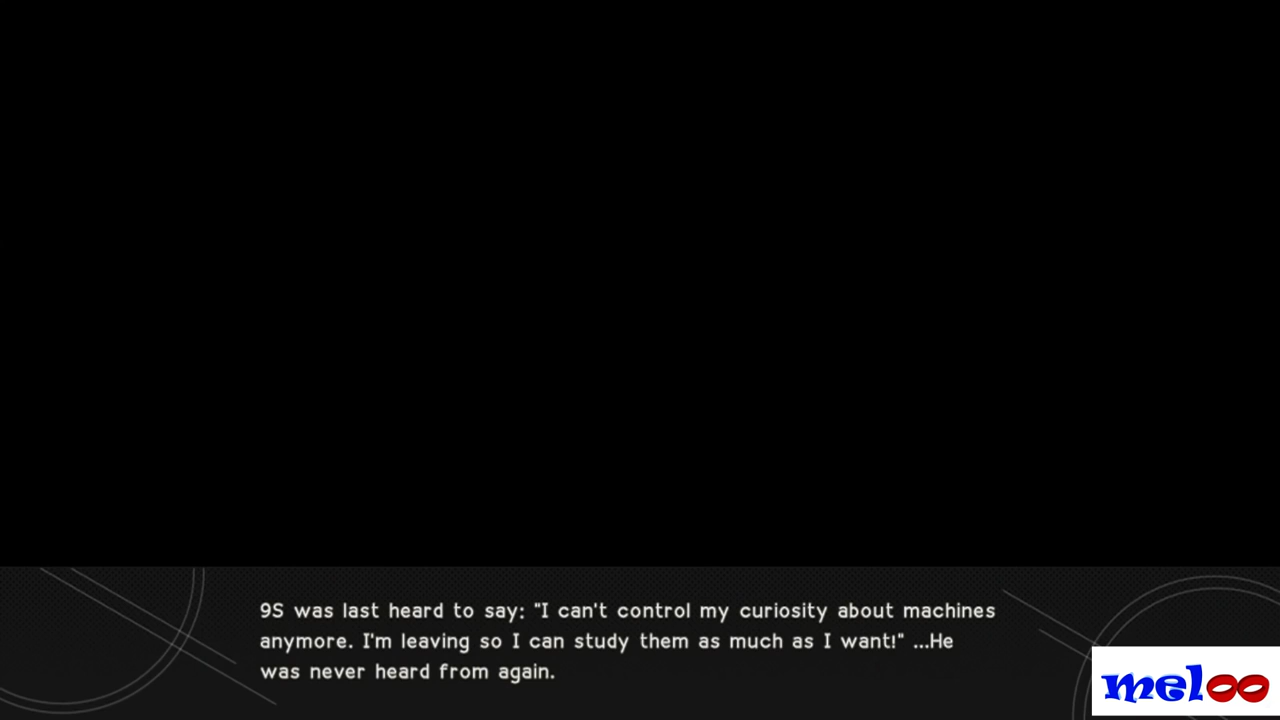 9S was last heard to say: "I can't control my curiosity about machines
anymore. I'm leaving so I can study them as much as I want!" ...He
was never heard from again.
meloo